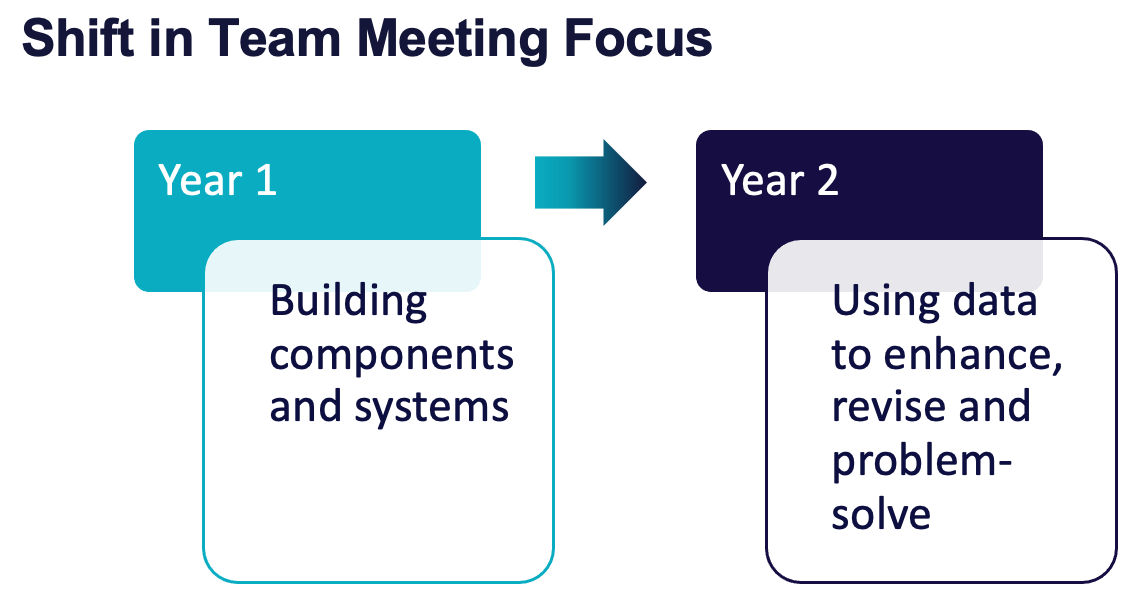 Shift in Team Meeting Focus
Year 1
Building
components
and systems
Year 2
Using data
to enhance,
revise and
problem-
solve